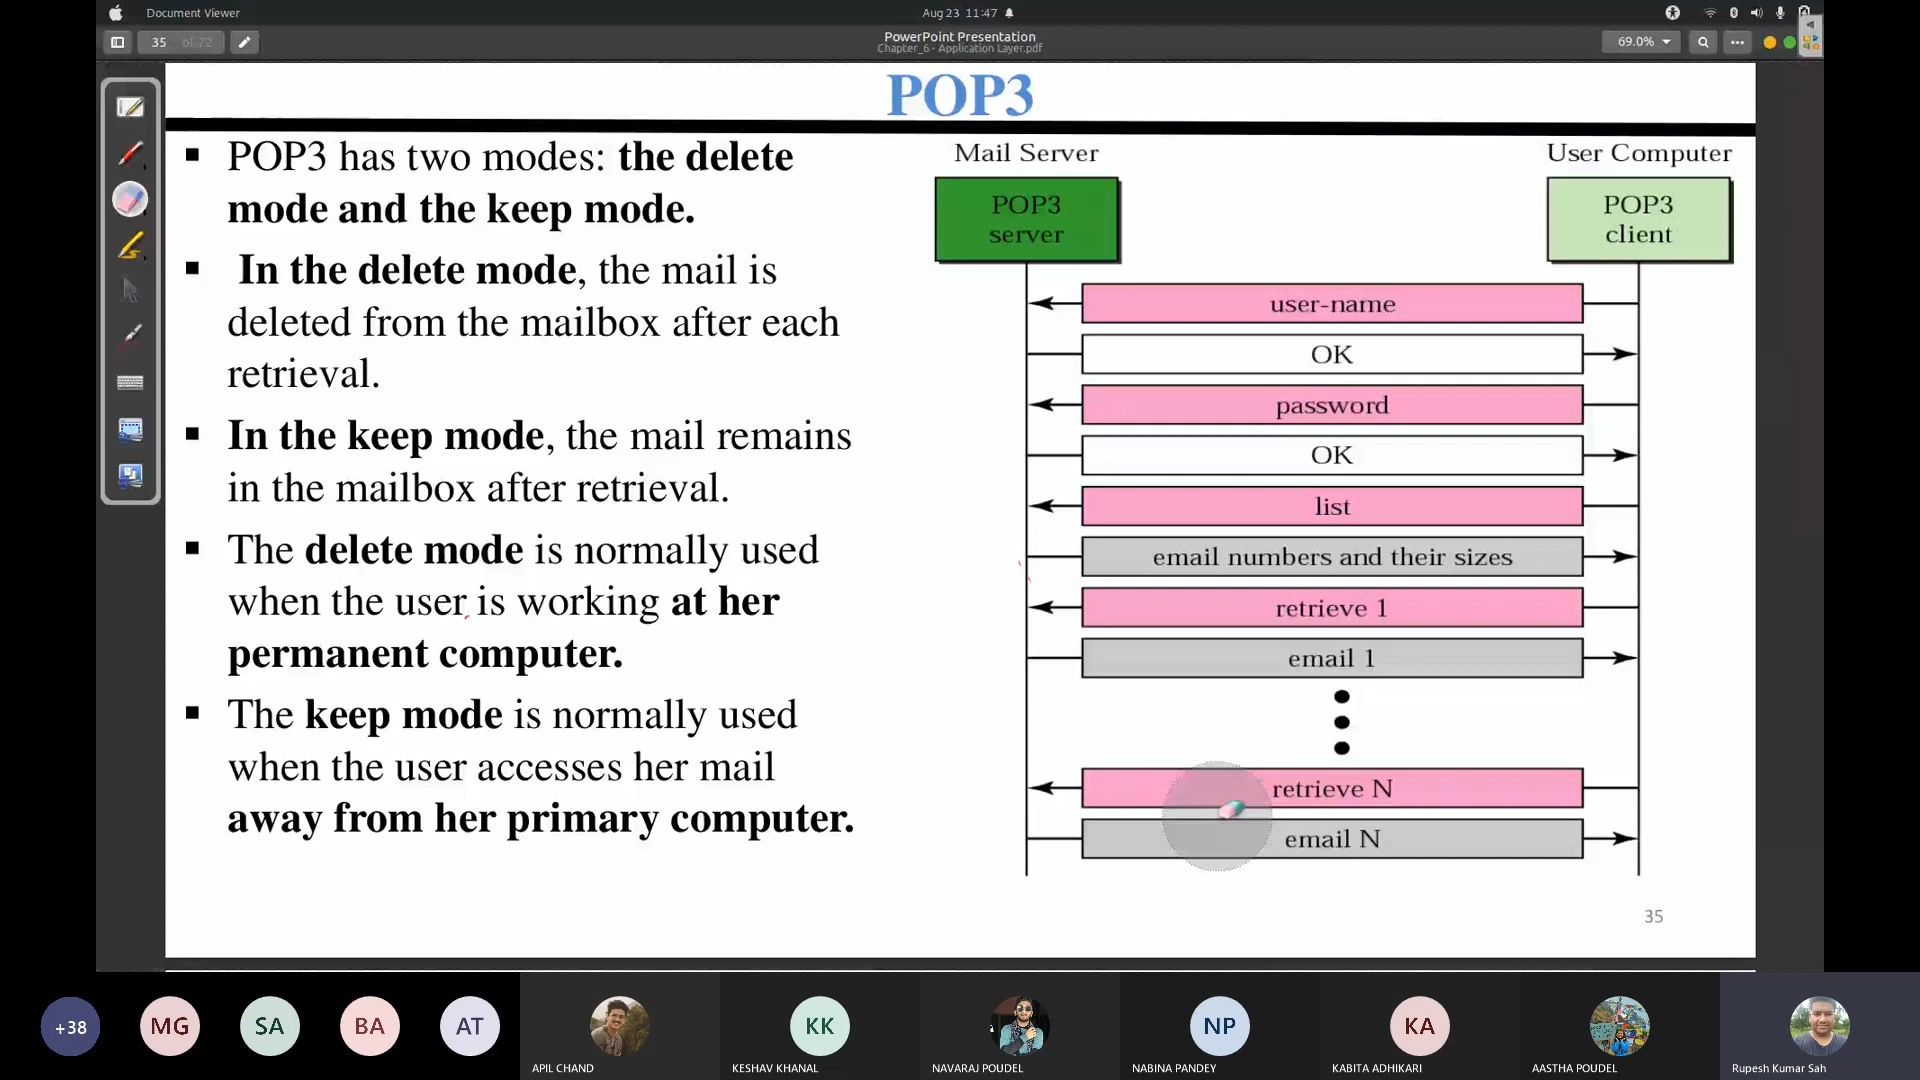 Document Viewer
Aug 23 11:47
35 of 72
PowerPoint Presentation
Chapter_6 - Application Layer.pdf
69.0%
POP3
▪ POP3 has two modes: the delete
mode and the keep mode.
▪ In the delete mode, the mail is
deleted from the mailbox after each
retrieval.
▪ In the keep mode, the mail remains
in the mailbox after retrieval.
▪ The delete mode is normally used
when the user is working at her
permanent computer.
▪ The keep mode is normally used
when the user accesses her mail
away from her primary computer.
Mail Server
User Computer
POP3
server
POP3
client
user-name
OK
password
OK
list
email numbers and their sizes
retrieve 1
email 1
retrieve N
email N
35
+38
MG
SA
BA
AT
APIL CHAND
KK
KESHAV KHANAL
NAVARAJ POUDEL
NP
NABINA PANDEY
KA
KABITA ADHIKARI
AASTHA POUDEL
Rupesh Kumar Sah